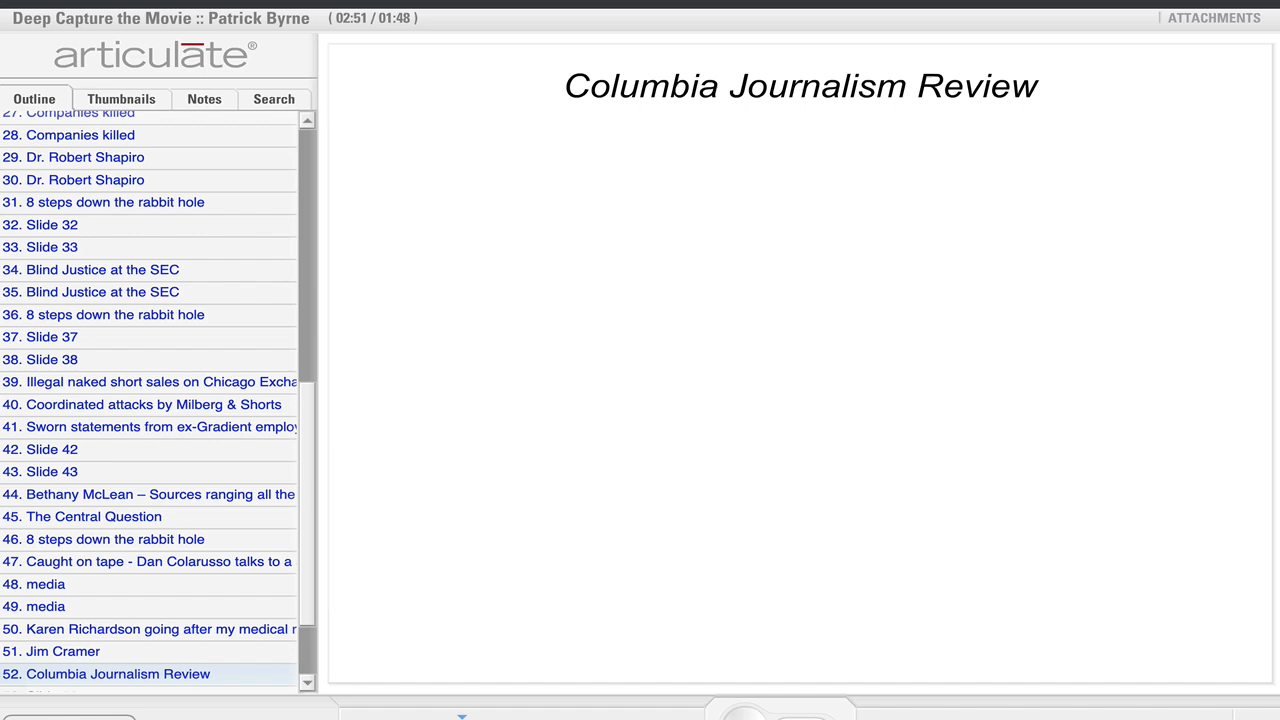 Deep Capture the Movie :: Patrick Byrne ( 02:51 / 01:48 ) ATTACHMENTS
articulate®
Outline Thumbnails Notes Search
27. Companies killed
28. Companies killed
29. Dr. Robert Shapiro
30. Dr. Robert Shapiro
31. 8 steps down the rabbit hole
32. Slide 32
33. Slide 33
34. Blind Justice at the SEC
35. Blind Justice at the SEC
36. 8 steps down the rabbit hole
37. Slide 37
38. Slide 38
39. Illegal naked short sales on Chicago Excha
40. Coordinated attacks by Milberg & Shorts
41. Sworn statements from ex-Gradient employ
42. Slide 42
43. Slide 43
44. Bethany McLean – Sources ranging all the
45. The Central Question
46. 8 steps down the rabbit hole
47. Caught on tape - Dan Colarusso talks to a
48. media
49. media
50. Karen Richardson going after my medical r
51. Jim Cramer
52. Columbia Journalism Review
Columbia Journalism Review